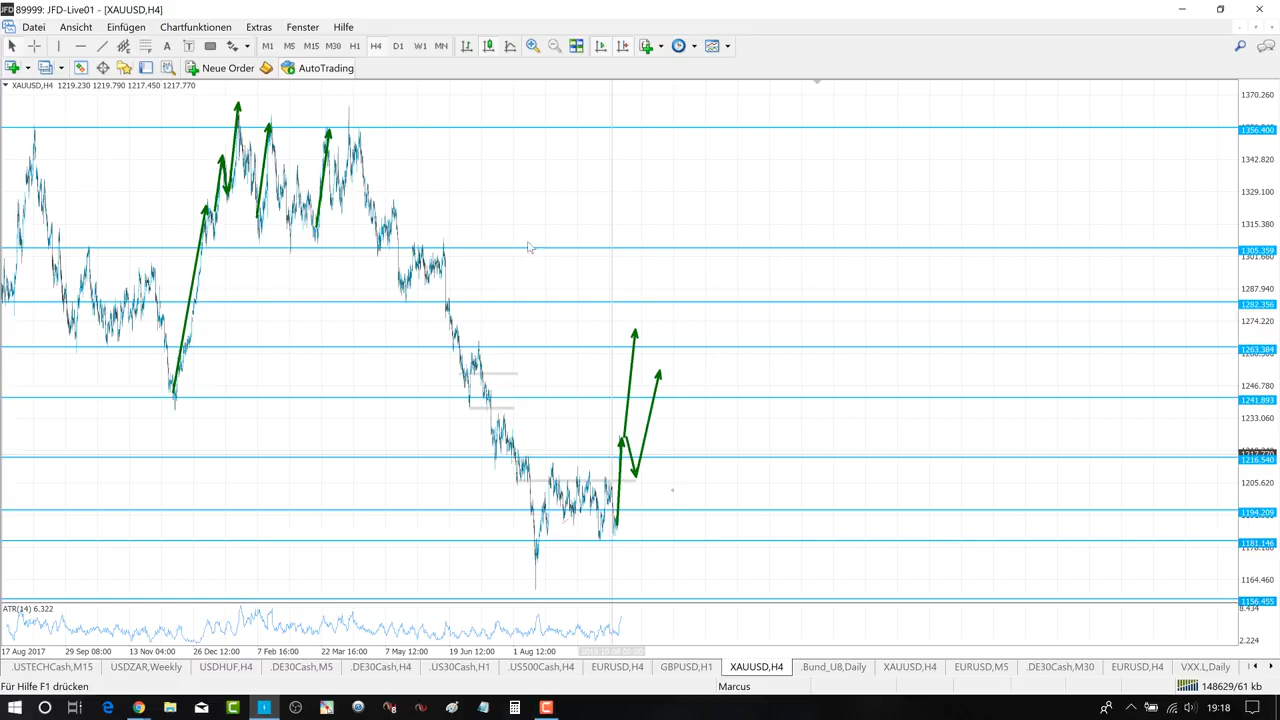 89999: JFD-Live01 - [XAUUSD,H4]
Datei Ansicht Einfügen Chartfunktionen Extras Fenster Hilfe
M1 M5 M15 M30 H1 H4 D1 W1 MN
New Order AutoTrading
XAUUSD,H4 1219.230 1219.790 1217.450 1217.770
1370.260
1356.400
1342.820
1329.100
1315.380
1305.359
1301.660
1287.940
1282.356
1274.220
1263.384
1246.780
1241.893
1233.060
1217.770
1216.540
1205.620
1194.209
1181.146
1164.460
1156.455
ATR(14) 6.322
8.434
2.224
17 Aug 2017 29 Sep 08:00 13 Nov 04:00 26 Dec 12:00 7 Feb 16:00 22 Mar 16:00 7 May 12:00 19 Jun 12:00 1 Aug 12:00
.USTECHCash,M15 USDZAR,Weekly USDHUF,H4 .DE30Cash,M5 .DE30Cash,H4 .US30Cash,H1 .US500Cash,H4 EURUSD,H4 GBPUSD,H1 XAUUSD,H4 .Bund_U8,Daily XAUUSD,H4 EURUSD,M5 .DE30Cash,M30 EURUSD,H4 VXX.L,Daily
Für Hilfe F1 drücken Marcus 148629/61 kb
19:18